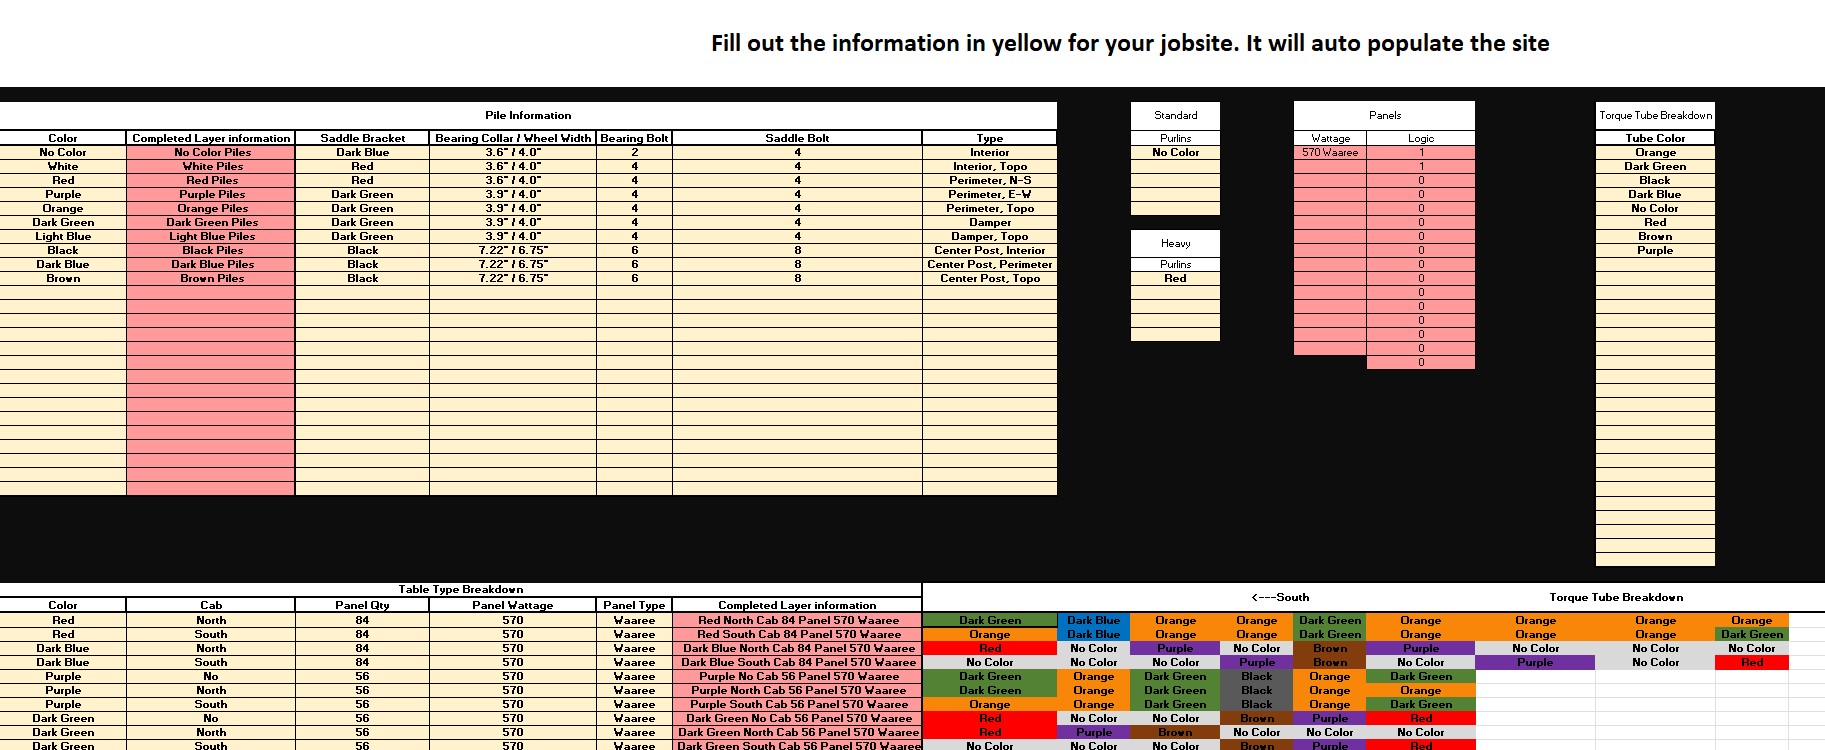 Fill out the information in yellow for your jobsite. It will auto populate the site
Pile Information
Color Completed Layer information Saddle Bracket Bearing Collar / Wheel Width Bearing Bolt Saddle Bolt Type
No Color No Color Piles Dark Blue 3.6" / 4.0" 2 4 Interior
White White Piles Red 3.6" / 4.0" 4 4 Interior, Topo
Red Red Piles Red 3.6" / 4.0" 4 4 Perimeter, N-S
Purple Purple Piles Dark Green 3.9" / 4.0" 4 4 Perimeter, E-W
Orange Orange Piles Dark Green 3.9" / 4.0" 4 4 Perimeter, Topo
Dark Green Dark Green Piles Dark Green 3.9" / 4.0" 4 4 Damper
Light Blue Light Blue Piles Dark Green 3.9" / 4.0" 4 4 Damper, Topo
Black Black Piles Black 7.22" / 6.75" 6 8 Center Post, Interior
Dark Blue Dark Blue Piles Black 7.22" / 6.75" 6 8 Center Post, Perimeter
Brown Brown Piles Black 7.22" / 6.75" 6 8 Center Post, Topo
Standard
Purlins
No Color
Heavy
Purlins
Red
Panels
Wattage Logic
570 Waaree 1
1
0
0
0
0
0
0
0
0
0
0
0
0
0
0
Torque Tube Breakdown
Tube Color
Orange
Dark Green
Black
Dark Blue
No Color
Red
Brown
Purple
Table Type Breakdown
Color Cab Panel Qty Panel Wattage Panel Type Completed Layer information <---South Torque Tube Breakdown
Red North 84 570 Waaree Red North Cab 84 Panel 570 Waaree Dark Green Dark Blue Orange Orange Dark Green Orange Orange Orange Orange
Red South 84 570 Waaree Red South Cab 84 Panel 570 Waaree Orange Dark Blue Orange Orange Dark Green Orange Orange Orange Dark Green
Dark Blue North 84 570 Waaree Dark Blue North Cab 84 Panel 570 Waaree Red No Color Purple No Color Brown Purple No Color No Color No Color
Dark Blue South 84 570 Waaree Dark Blue South Cab 84 Panel 570 Waaree No Color No Color No Color Purple Brown No Color Purple No Color Red
Purple No 56 570 Waaree Purple No Cab 56 Panel 570 Waaree Dark Green Orange Dark Green Black Orange Dark Green
Purple North 56 570 Waaree Purple North Cab 56 Panel 570 Waaree Dark Green Orange Dark Green Black Orange Orange
Purple South 56 570 Waaree Purple South Cab 56 Panel 570 Waaree Orange Orange Dark Green Black Orange Dark Green
Dark Green No 56 570 Waaree Dark Green No Cab 56 Panel 570 Waaree Red No Color No Color Brown Purple Red
Dark Green North 56 570 Waaree Dark Green North Cab 56 Panel 570 Waaree Red Purple Brown No Color No Color No Color
Dark Green South 56 570 Waaree Dark Green South Cab 56 Panel 570 Waaree No Color No Color No Color Brown Purple Red